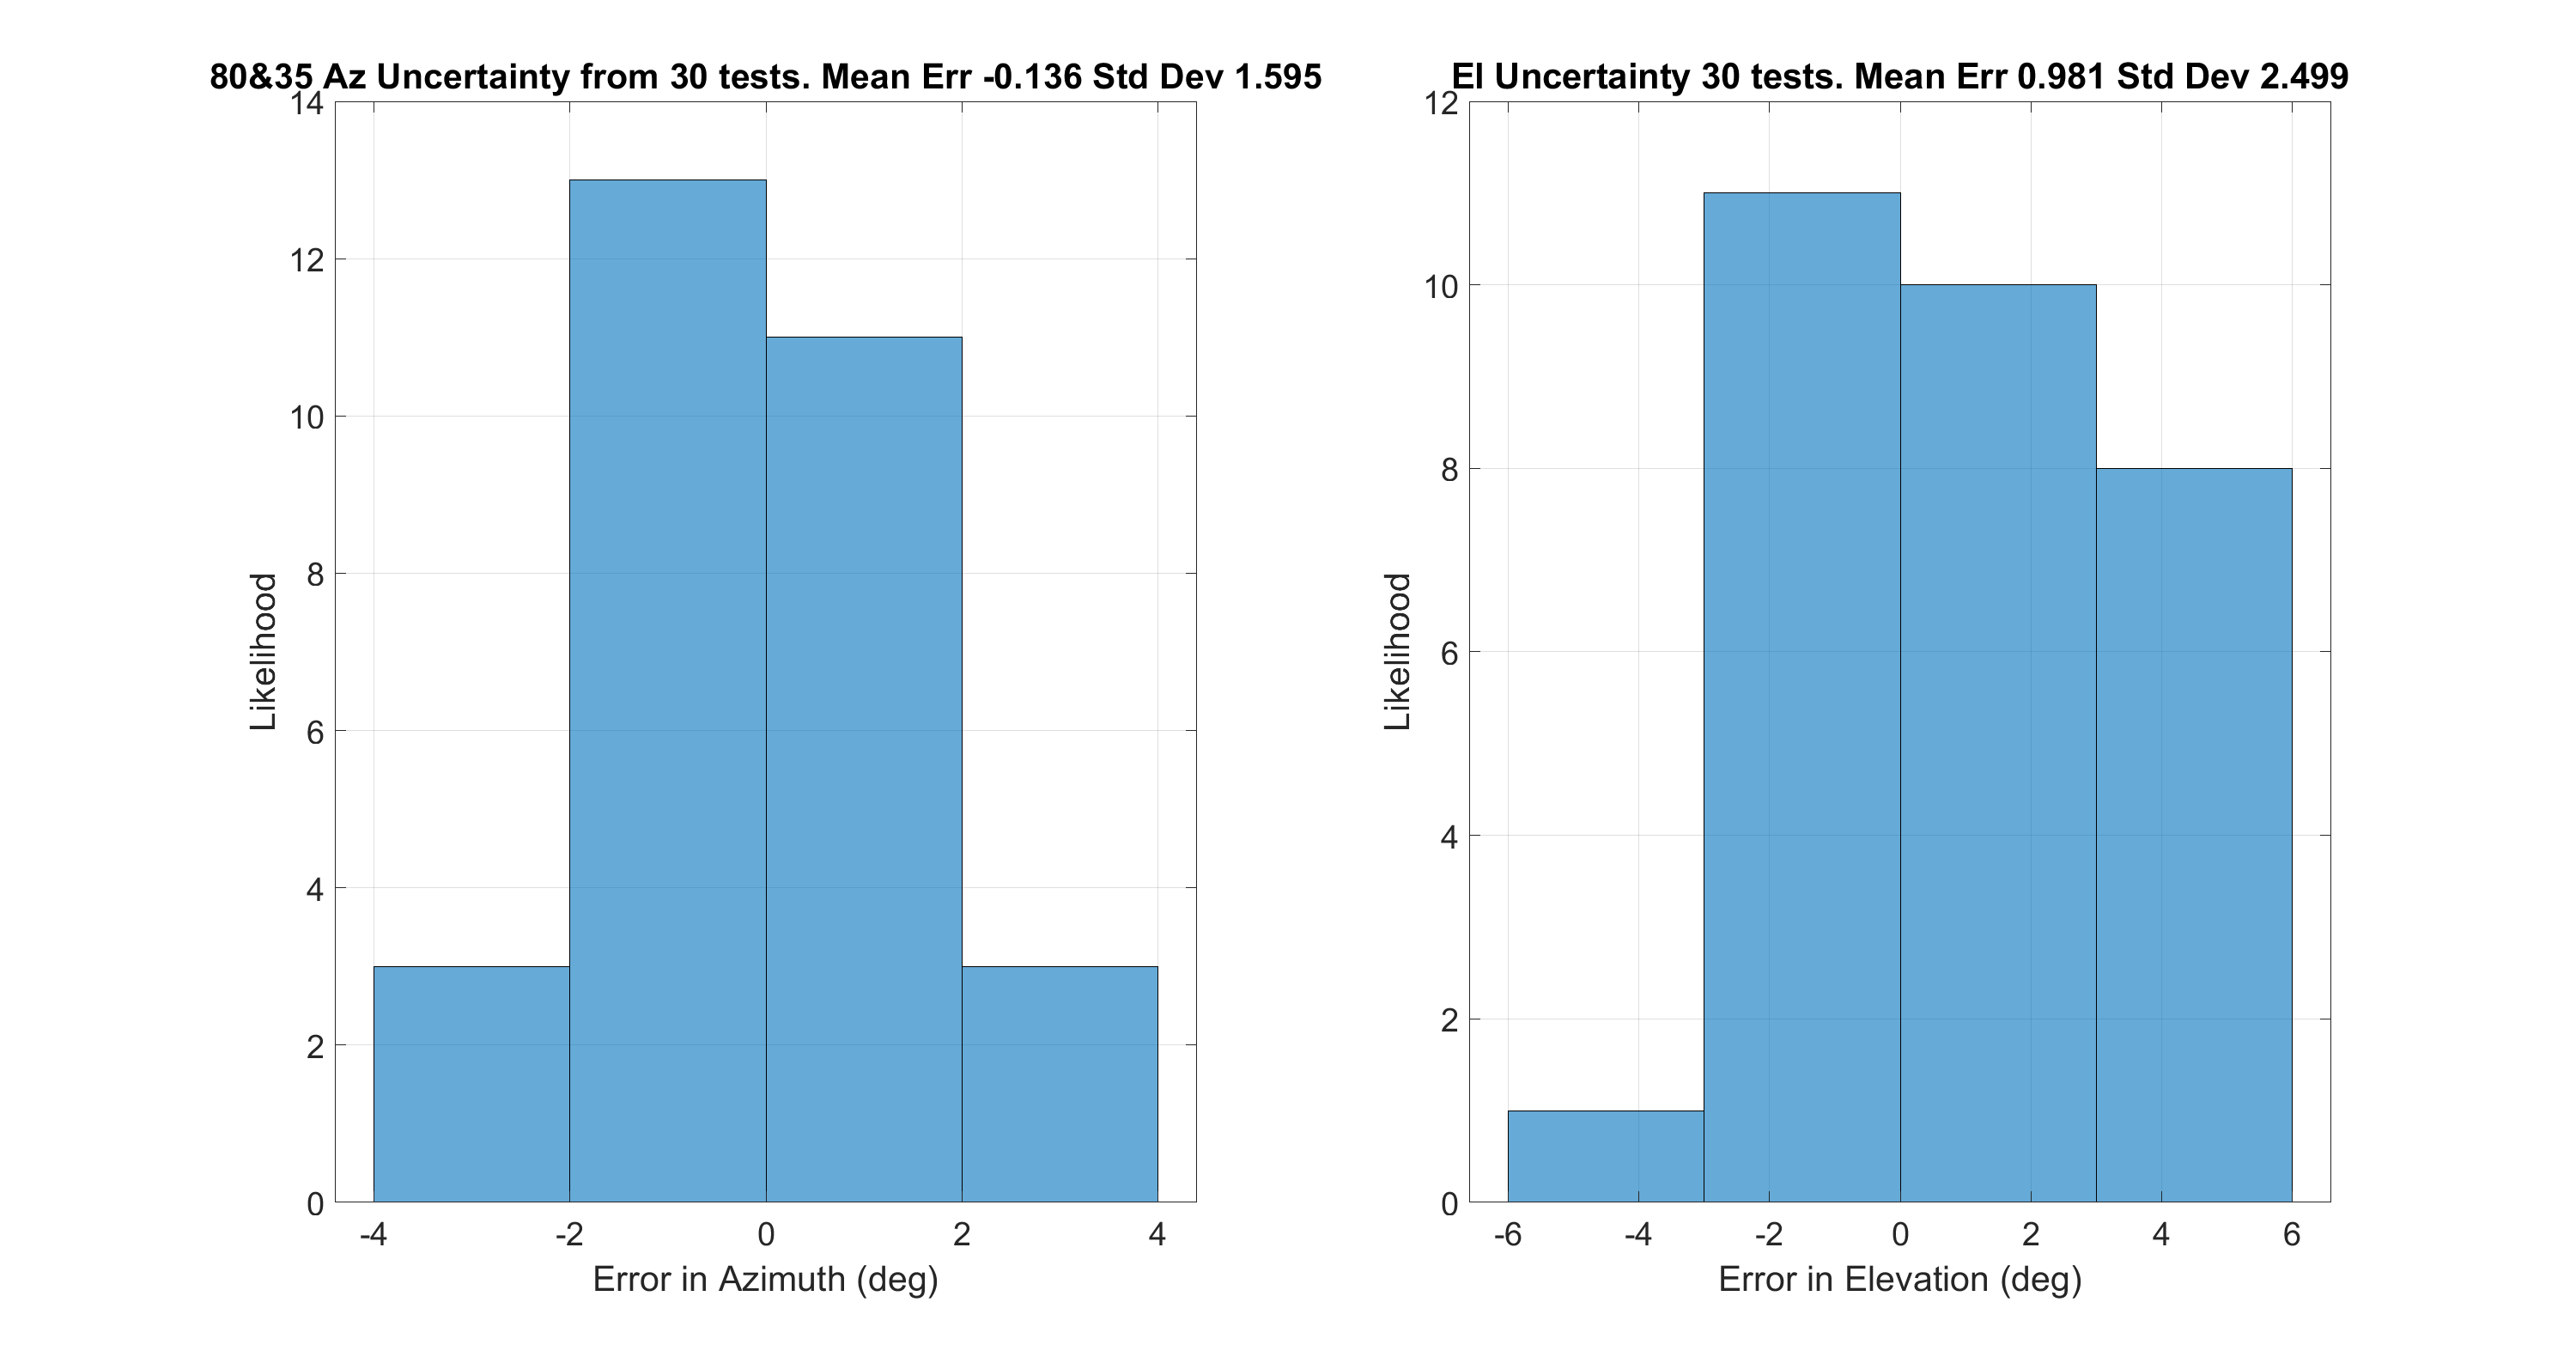 80&35 Az Uncertainty from 30 tests. Mean Err -0.136 Std Dev 1.595
14
12
10
8
6
4
2
0
Likelihood
-4 -2 0 2 4
Error in Azimuth (deg)
El Uncertainty 30 tests. Mean Err 0.981 Std Dev 2.499
12
10
8
6
4
2
0
Likelihood
-6 -4 -2 0 2 4 6
Error in Elevation (deg)